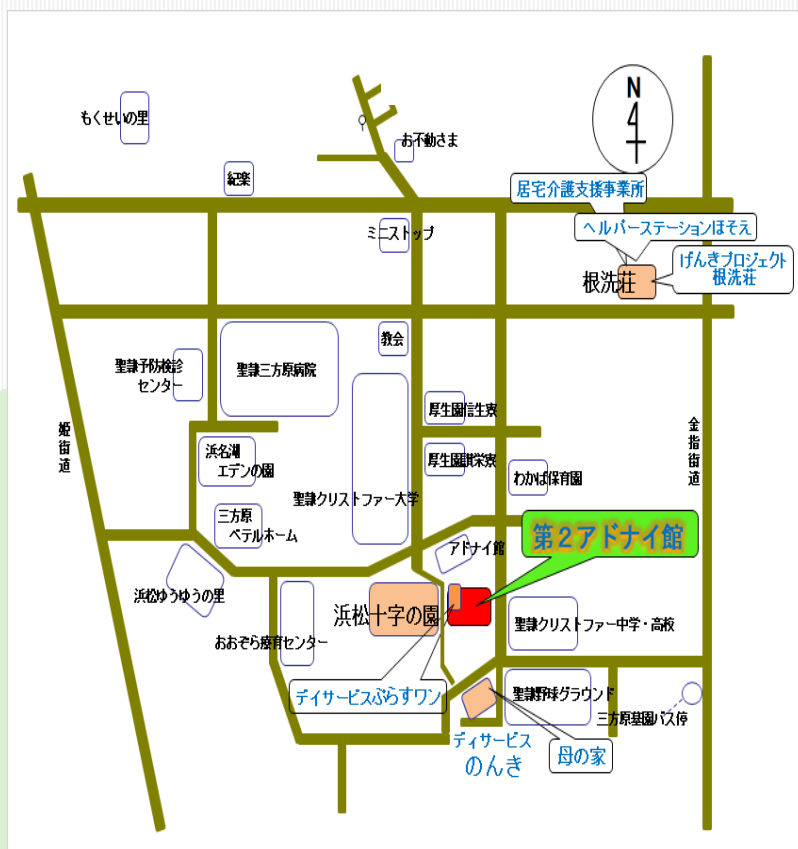 N
もくせいの里
お不動さま
紀楽
居宅介護支援事業所
ミニストップ
ヘルパーステーションほそえ
げんきプロジェクト
根洗荘
根洗荘
教会
聖隷予防検診
センター
聖隷三方原病院
姫街道
金指街道
厚生園信生寮
浜名湖
エデンの園
厚生園讃栄寮
わかば保育園
聖隷クリストファー大学
三方原
ベテルホーム
アドナイ館
第2アドナイ館
浜松ゆうゆうの里
浜松十字の園
おおぞら療育センター
聖隷クリストファー中学・高校
デイサービスぷらすワン
聖隷野球グラウンド
三方原墓園バス停
ディサービス
のんき
母の家